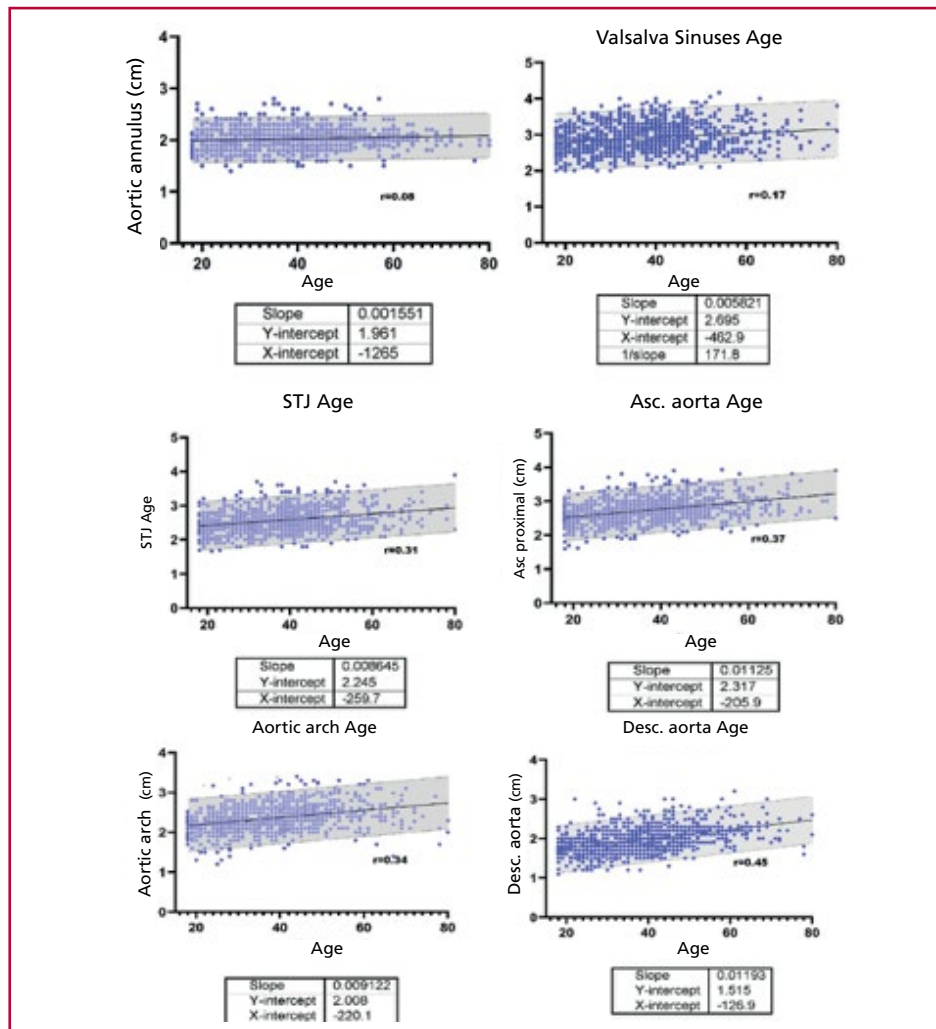 Valsalva Sinuses Age
Aortic annulus (cm)
4
3
2
1
0
r=0.08
20
40
60
80
Age
5
4
3
2
1
0
r=0.17
20
40
60
80
Age
Slope 0.001551
Y-intercept 1.961
X-intercept -1265
Slope 0.005821
Y-intercept 2.695
X-intercept -462.9
1/slope 171.8
STJ Age
STJ Age
5
4
3
2
1
0
r=0.31
20
40
60
80
Age
Asc. aorta Age
Asc proximal (cm)
5
4
3
2
1
0
r=0.37
20
40
60
80
Age
Slope 0.008645
Y-intercept 2.245
X-intercept -259.7
Slope 0.01125
Y-intercept 2.317
X-intercept -205.9
Aortic arch Age
Aortic arch (cm)
4
3
2
1
0
r=0.34
20
40
60
80
Age
Desc. aorta Age
Desc. aorta (cm)
4
3
2
1
0
r=0.45
20
40
60
80
Age
Slope 0.009122
Y-intercept 2.008
X-intercept -220.1
Slope 0.01193
Y-intercept 1.515
X-intercept -126.9